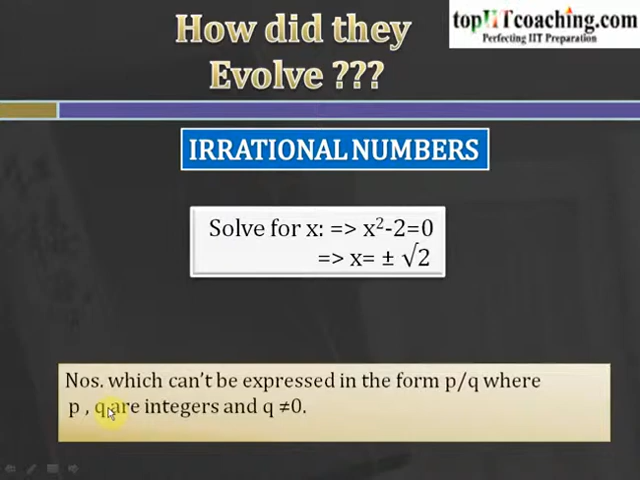 How did they
topIITcoaching.com
Perfecting IIT Preparation
Evolve ???
IRRATIONAL NUMBERS
Solve for x: => x²-2=0
=> x= ± √2
Nos. which can't be expressed in the form p/q where
p , q are integers and q ≠0.